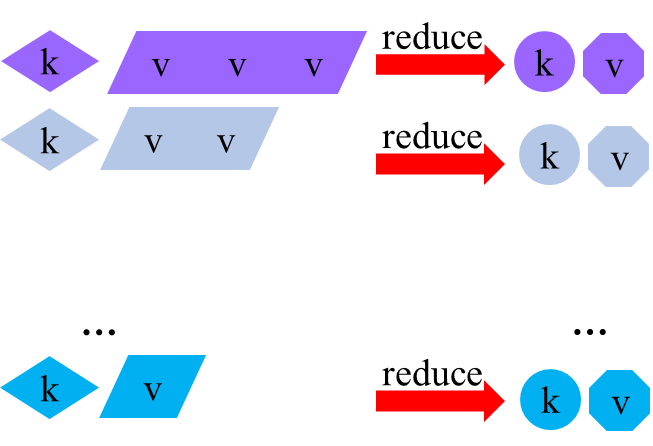 k v v v reduce k v
k v v reduce k v
... ...
k v reduce k v